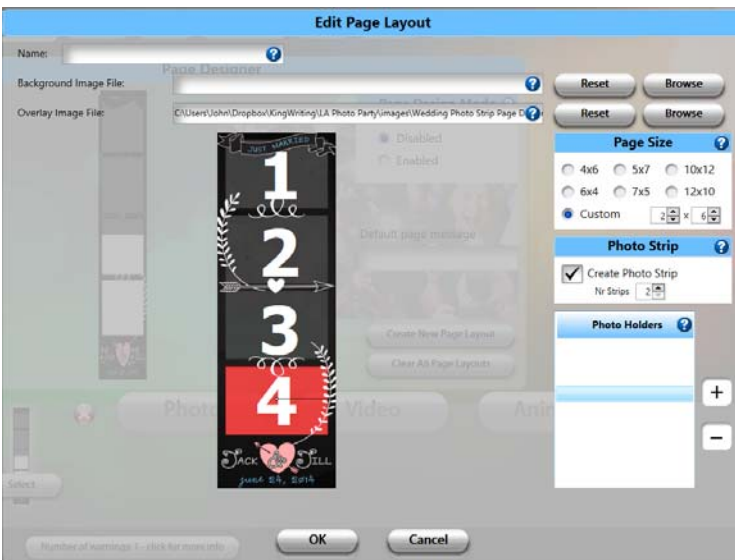 Edit Page Layout
Name:
Page Designer
Background Image File:
Reset
Browse
Overlay Image File:
C:\Users\John\Dropbox\KingWriting\LA Photo Party\images\Wedding Photo Strip Page D
Reset
Browse
Page Design Mode
Disabled
Enabled
Default page message
Create New Page Layout
Clear All Page Layouts
JUST MARRIED
1
2
3
4
JACK & JILL
june 24, 2014
Page Size
4x6 5x7 10x12
6x4 7x5 12x10
Custom 2 x 6
Photo Strip
Create Photo Strip
Nr Strips 2
Photo Holders
+
-
Photo
Video
Ani
Select
Number of warnings 1 - click for more info
OK
Cancel